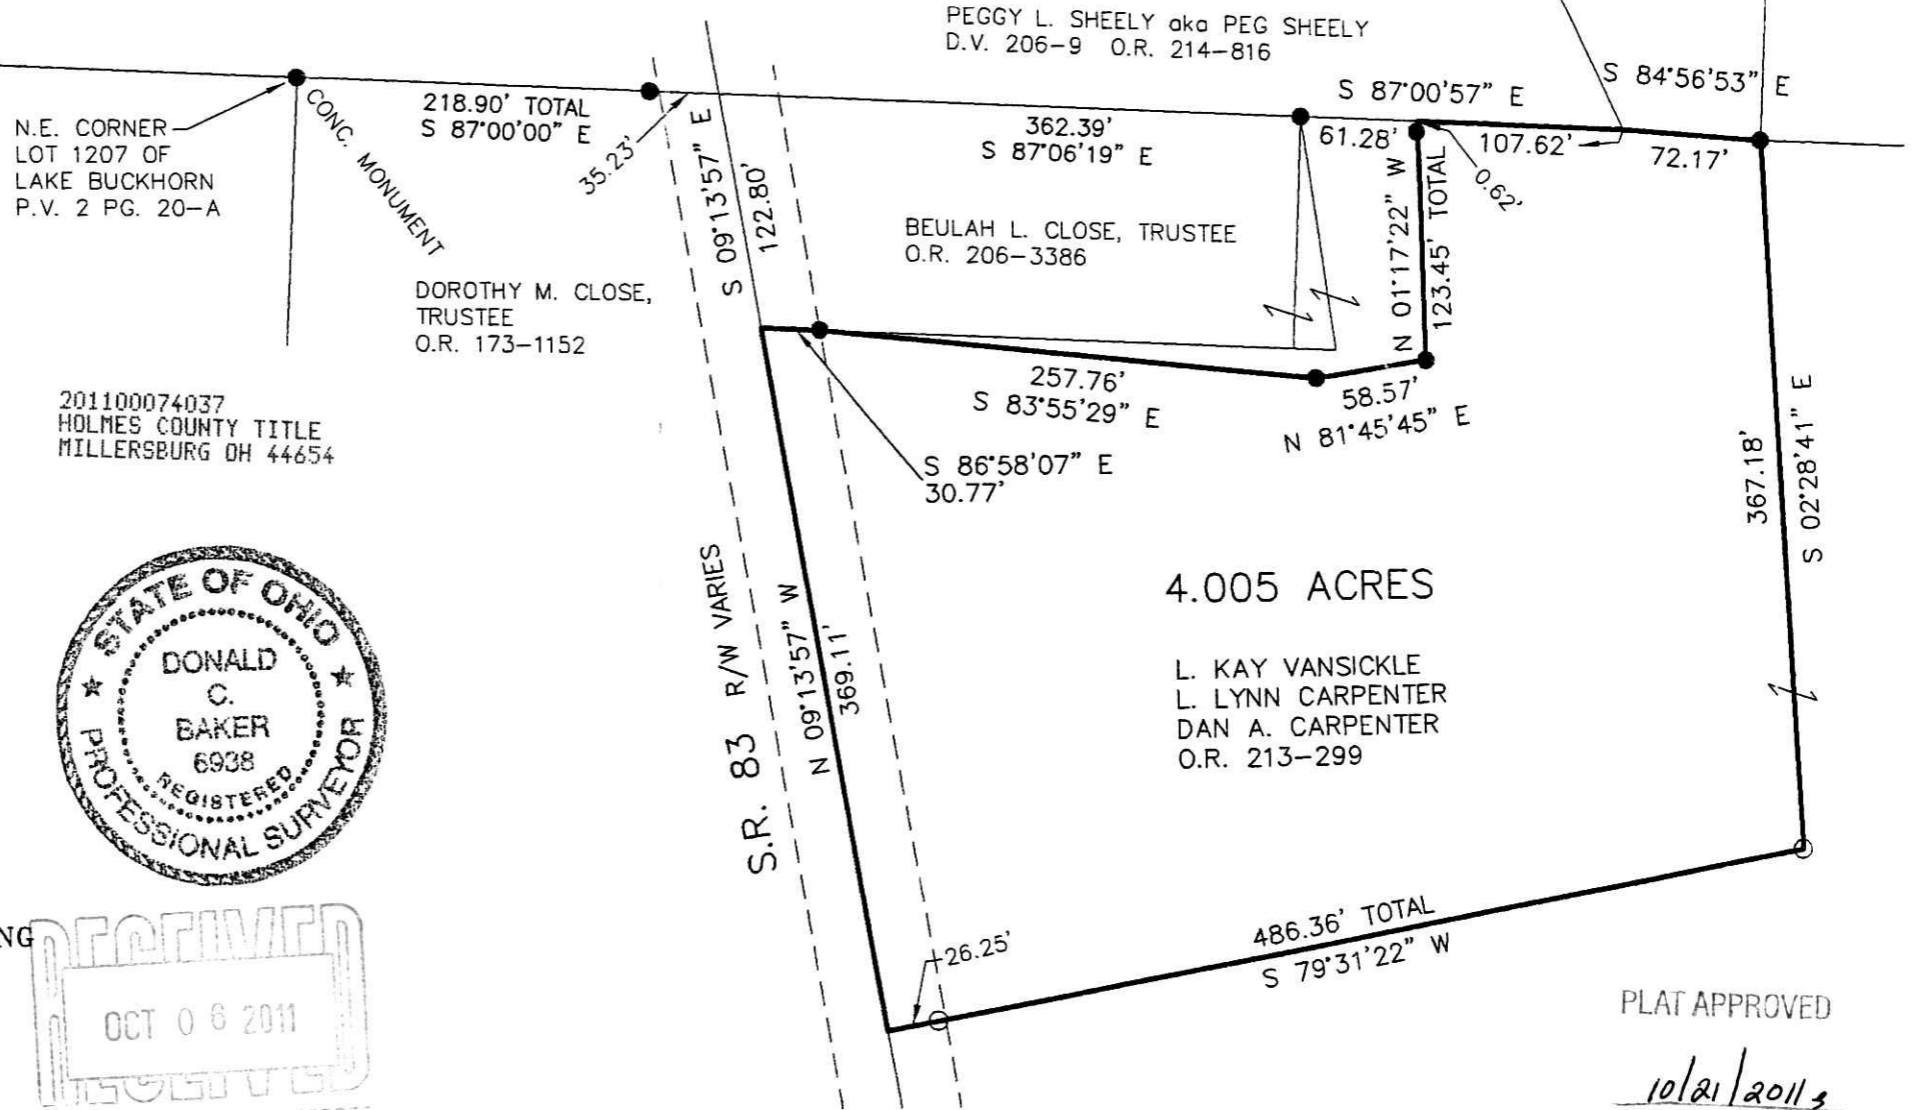 PEGGY L. SHEELY aka PEG SHEELY
D.V. 206-9 O.R. 214-816
S 84°56'53" E
S 87°00'57" E
N.E. CORNER
LOT 1207 OF
LAKE BUCKHORN
P.V. 2 PG. 20-A
CONC. MONUMENT
218.90' TOTAL
S 87°00'00" E
35.23'
S 09°13'57" E
122.80'
362.39'
S 87°06'19" E
61.28'
107.62'
72.17'
0.62'
N 01°17'22" W
123.45' TOTAL
BEULAH L. CLOSE, TRUSTEE
O.R. 206-3386
DOROTHY M. CLOSE,
TRUSTEE
O.R. 173-1152
257.76'
S 83°55'29" E
58.57'
N 81°45'45" E
S 86°58'07" E
30.77'
201100074037
HOLMES COUNTY TITLE
MILLERSBURG OH 44654
367.18'
S 02°28'41" E
STATE OF OHIO
DONALD
C.
BAKER
6938
REGISTERED
PROFESSIONAL SURVEYOR
S.R. 83 R/W VARIES
N 09°13'57" W
369.11'
4.005 ACRES
L. KAY VANSICKLE
L. LYNN CARPENTER
DAN A. CARPENTER
O.R. 213-299
26.25'
486.36' TOTAL
S 79°31'22" W
NG
RECEIVED
OCT 06 2011
RECEIVED
PLAT APPROVED
10/21/2011